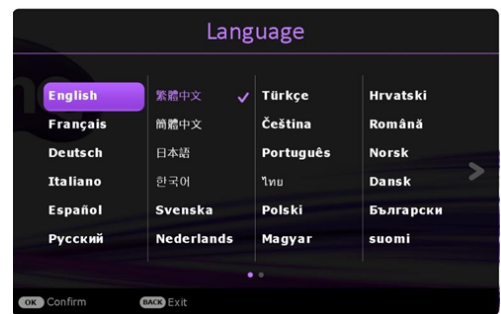 Language
English
Français
Deutsch
Italiano
Español
Русский
繁體中文
簡體中文
日本語
한국어
Svenska
Nederlands
Türkçe
Čeština
Português
ไทย
Polski
Magyar
Hrvatski
Română
Norsk
Dansk
Български
suomi
OK Confirm
BACK Exit